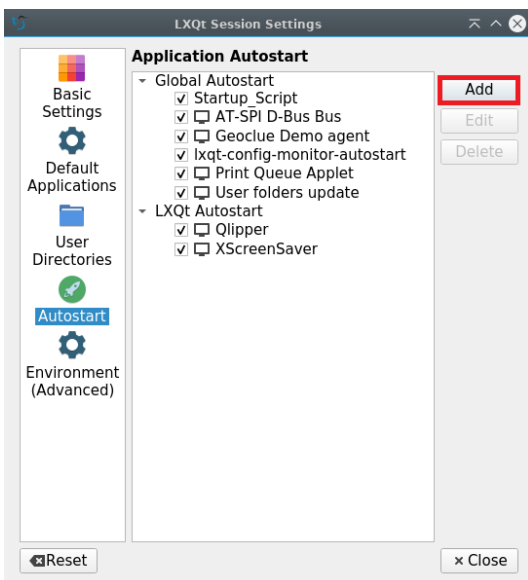 LXQt Session Settings
Application Autostart
Basic
Settings
Default
Applications
User
Directories
Autostart
Environment
(Advanced)
Global Autostart
Startup_Script
AT-SPI D-Bus Bus
Geoclue Demo agent
lxqt-config-monitor-autostart
Print Queue Applet
User folders update
LXQt Autostart
Qlipper
XScreenSaver
Add
Edit
Delete
Reset
Close